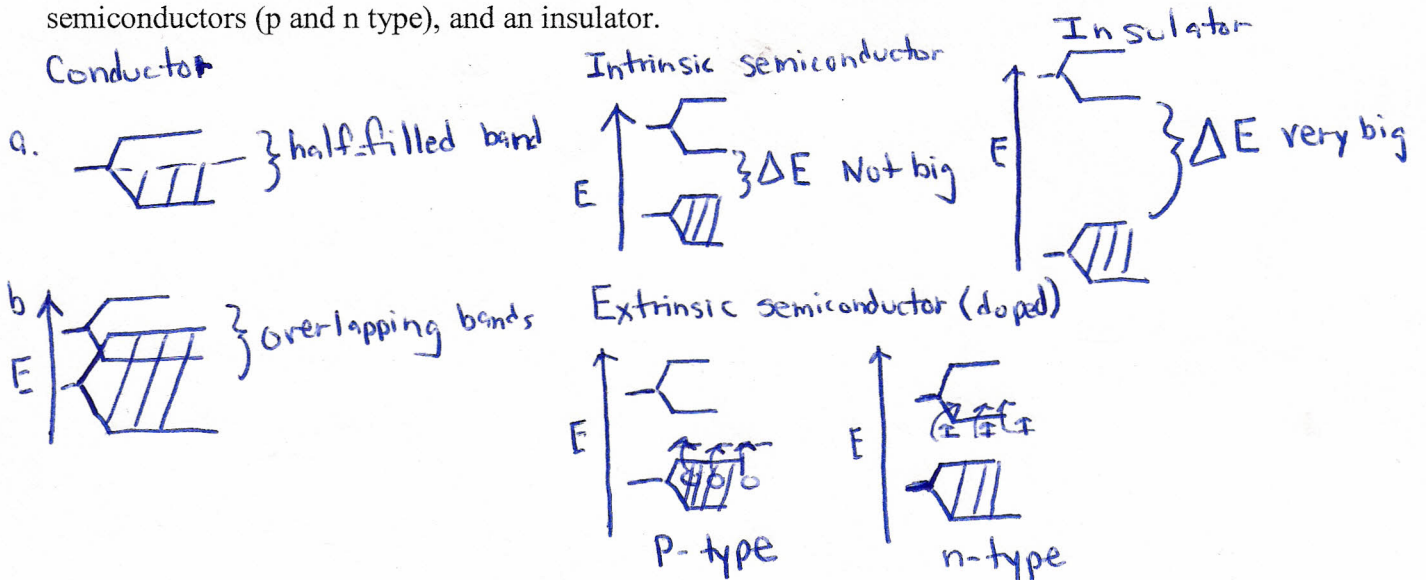 semiconductors (p and n type), and an insulator.
Conductor
Intrinsic semiconductor
Insulator
a.
} half-filled band
E
} ΔE Not big
E
} ΔE very big
b
E
} overlapping bands
Extrinsic semiconductor (doped)
E
P-type
E
n-type